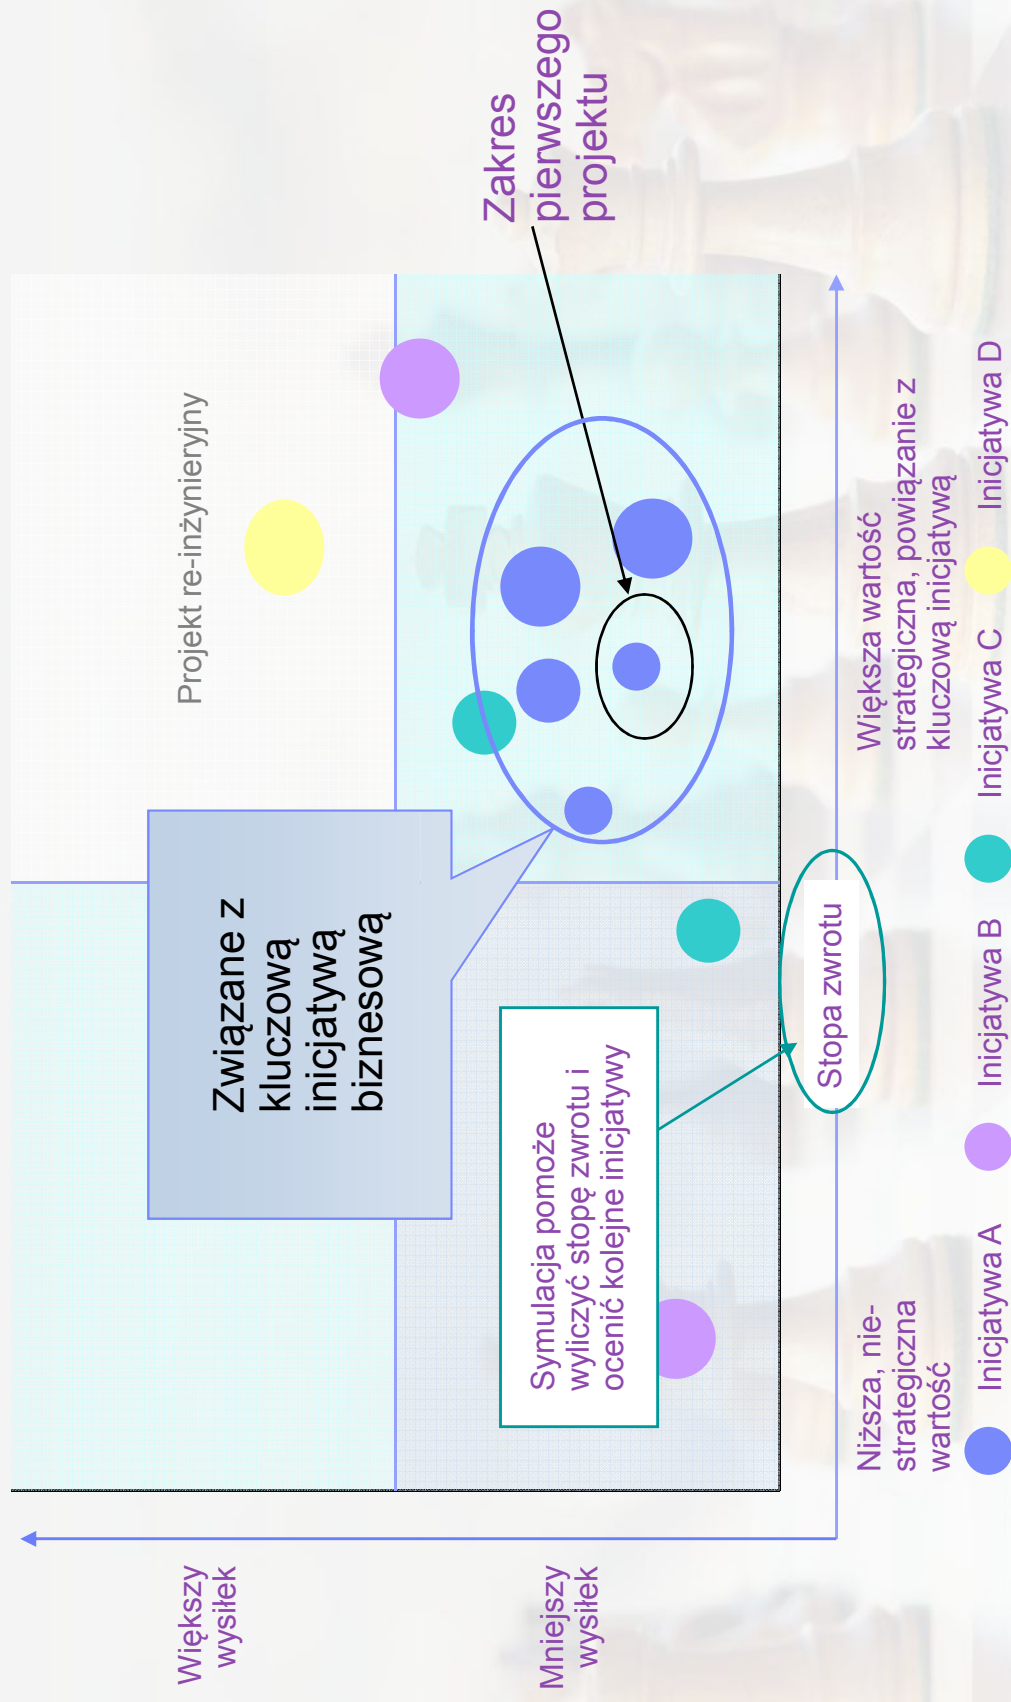 Większy
wysiłek
Mniejszy
wysiłek
Projekt re-inżynieryjny
Związane z
kluczową
inicjatywą
biznesową
Zakres
pierwszego
projektu
Symulacja pomoże
wyliczyć stopę zwrotu i
ocenić kolejne inicjatywy
Stopa zwrotu
Niższa, nie-
strategiczna
wartość
Większa wartość
strategiczna, powiązanie z
kluczową inicjatywą
Inicjatywa A
Inicjatywa B
Inicjatywa C
Inicjatywa D